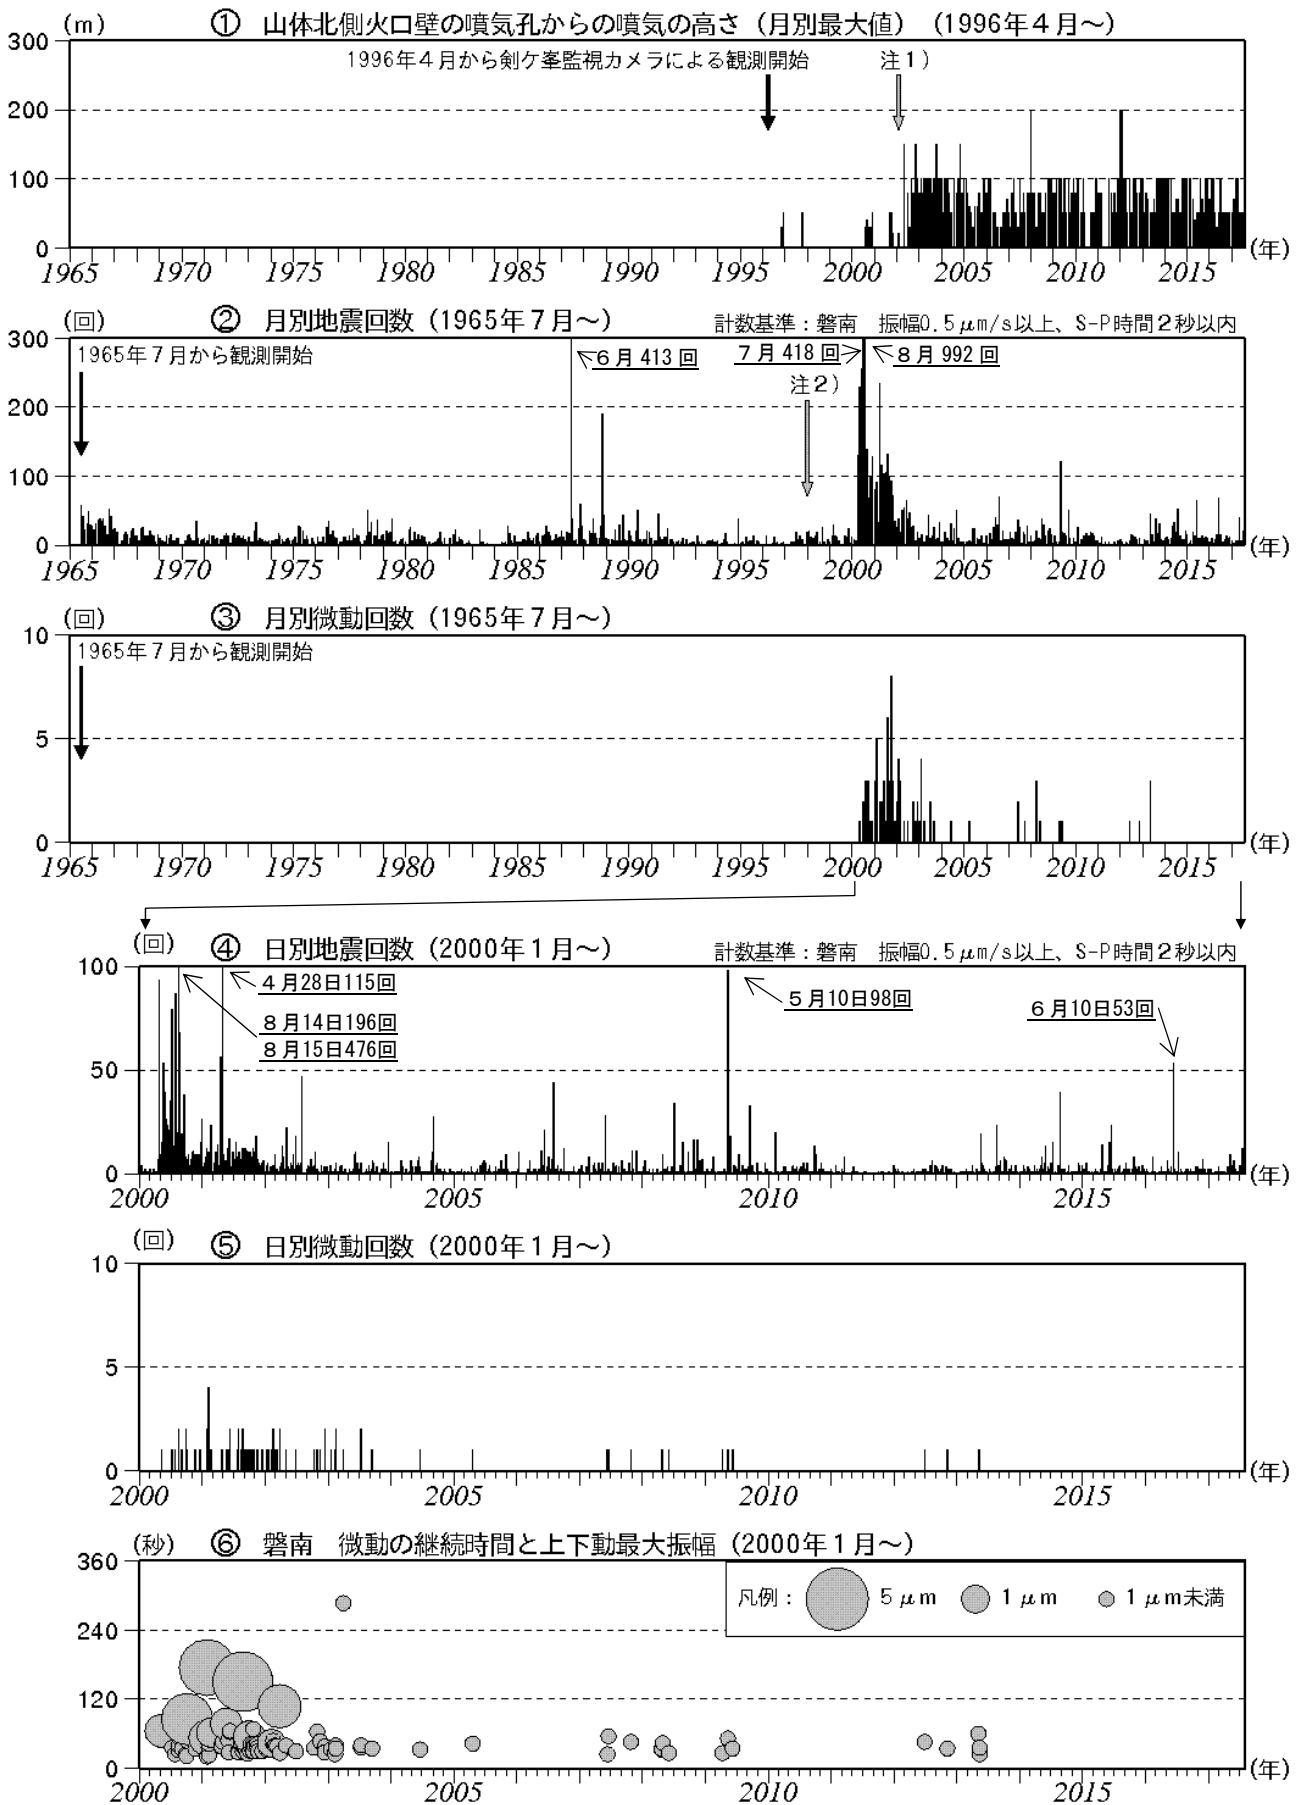 (m) ① 山体北側火口壁の噴気孔からの噴気の高さ（月別最大値）（1996年４月～）
300
1996年４月から剣ケ峯監視カメラによる観測開始 注１）
200
100
0
1965 1970 1975 1980 1985 1990 1995 2000 2005 2010 2015 (年)
(回) ② 月別地震回数（1965年７月～） 計数基準：磐南 振幅0.5μm/s以上、S-P時間２秒以内
300
1965年７月から観測開始 ６月 413 回 ７月 418 回 ８月 992 回
注２）
200
100
0
1965 1970 1975 1980 1985 1990 1995 2000 2005 2010 2015 (年)
(回) ③ 月別微動回数（1965年７月～）
10
1965年７月から観測開始
5
0
1965 1970 1975 1980 1985 1990 1995 2000 2005 2010 2015 (年)
(回) ④ 日別地震回数（2000年１月～） 計数基準：磐南 振幅0.5μm/s以上、S-P時間２秒以内
100
４月28日115回
５月10日98回
６月10日53回
８月14日196回
８月15日476回
50
0
2000 2005 2010 2015 (年)
(回) ⑤ 日別微動回数（2000年１月～）
10
5
0
2000 2005 2010 2015 (年)
(秒) ⑥ 磐南 微動の継続時間と上下動最大振幅（2000年１月～）
360
凡例： 5 μm 1 μm 1 μm未満
240
120
0
2000 2005 2010 2015 (年)